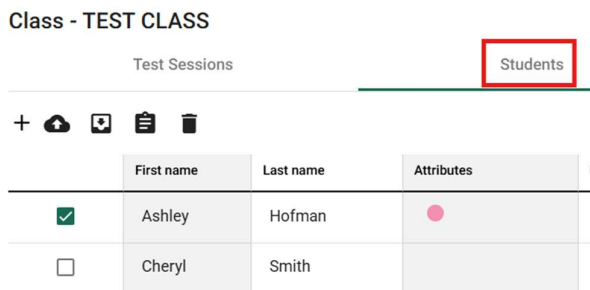 Class - TEST CLASS
Test Sessions Students
First name Last name Attributes
Ashley Hofman
Cheryl Smith